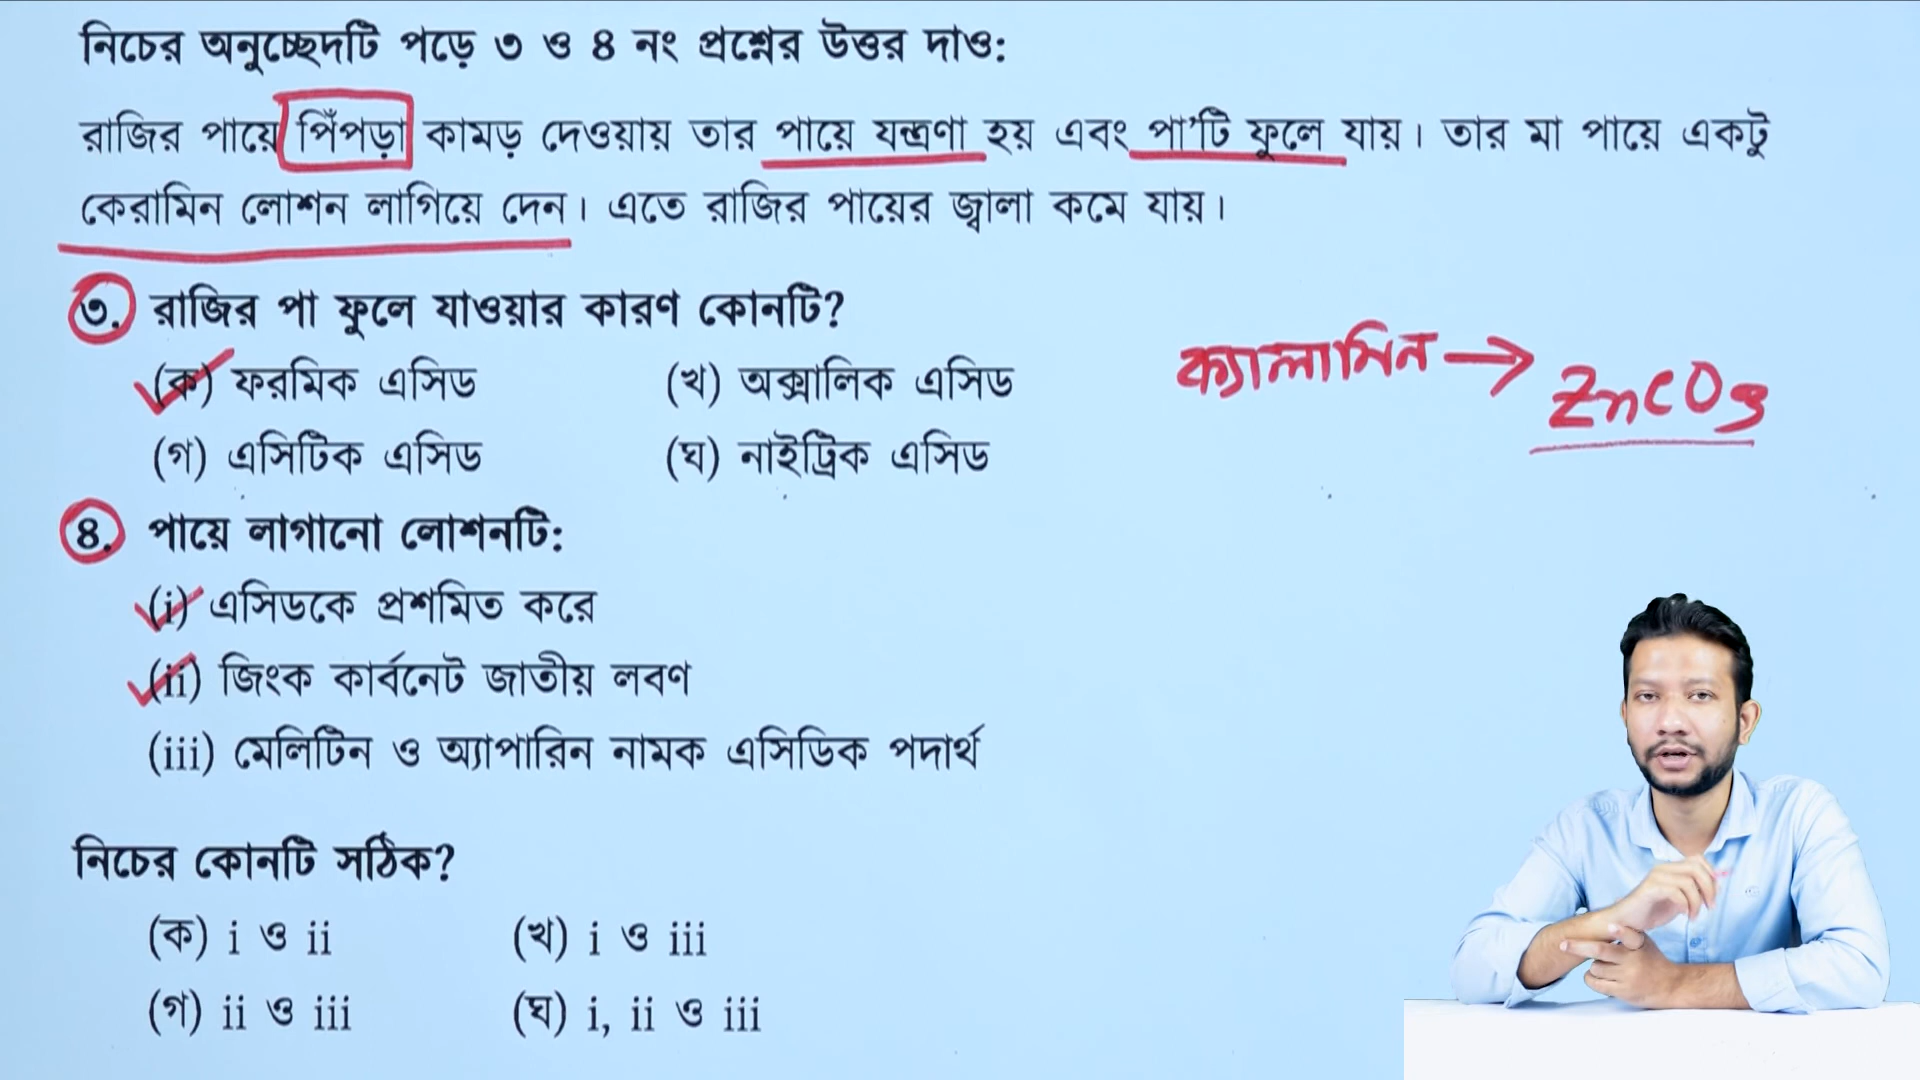 নিচের অনুচ্ছেদটি পড়ে ৩ ও ৪ নং প্রশ্নের উত্তর দাও:
রাজির পায়ে পিঁপড়া কামড় দেওয়ায় তার পায়ে যন্ত্রণা হয় এবং পা'টি ফুলে যায়। তার মা পায়ে একটু
কেরামিন লোশন লাগিয়ে দেন। এতে রাজির পায়ের জ্বালা কমে যায়।
৩. রাজির পা ফুলে যাওয়ার কারণ কোনটি?
(ক) ফরমিক এসিড (খ) অক্সালিক এসিড
(গ) এসিটিক এসিড (ঘ) নাইট্রিক এসিড
ক্যালামিন → ZnCO3
৪. পায়ে লাগানো লোশনটি:
(i) এসিডকে প্রশমিত করে
(ii) জিংক কার্বনেট জাতীয় লবণ
(iii) মেলিটিন ও অ্যাপারিন নামক এসিডিক পদার্থ
নিচের কোনটি সঠিক?
(ক) i ও ii (খ) i ও iii
(গ) ii ও iii (ঘ) i, ii ও iii